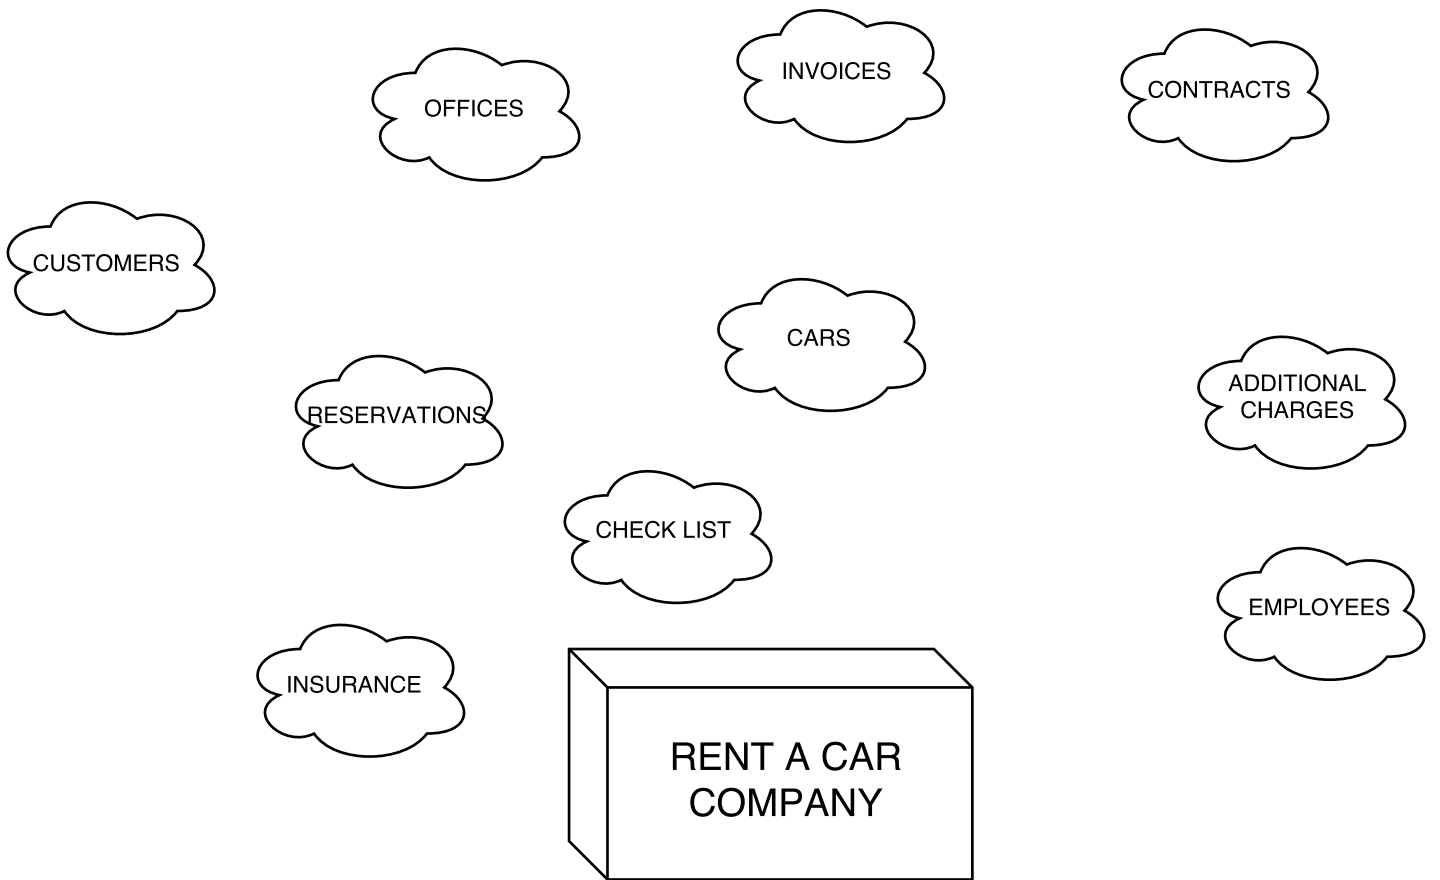 INVOICES
CONTRACTS
OFFICES
CUSTOMERS
CARS
ADDITIONAL
CHARGES
RESERVATIONS
CHECK LIST
EMPLOYEES
INSURANCE
RENT A CAR
COMPANY